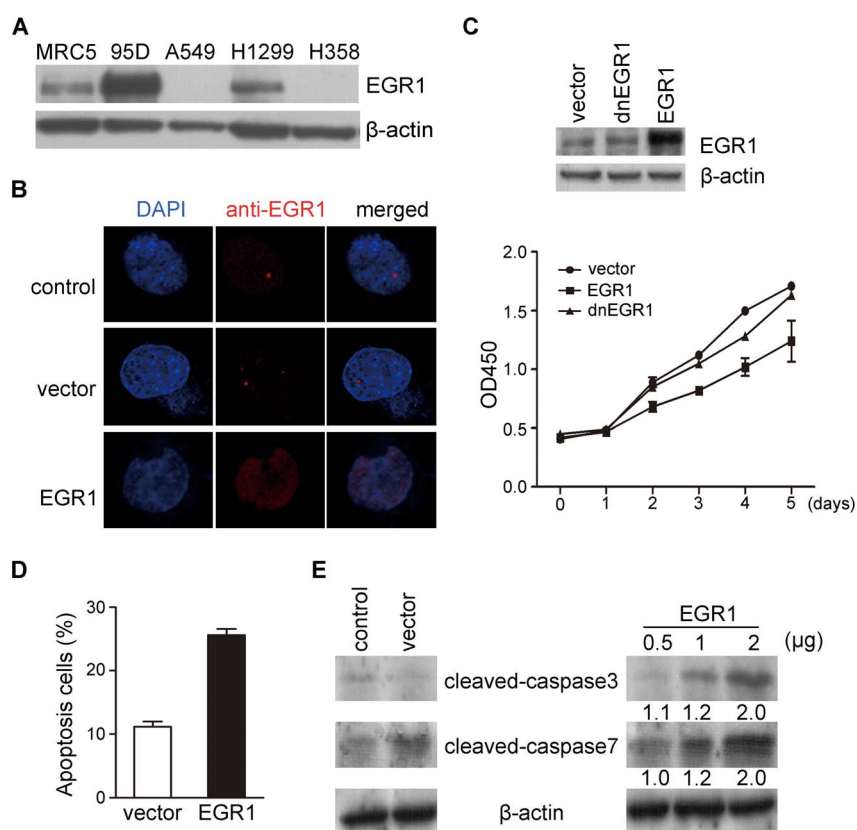 A
MRC5 95D A549 H1299 H358
EGR1
β-actin
B
DAPI anti-EGR1 merged
control
vector
EGR1
C
vector dnEGR1 EGR1
EGR1
β-actin
2.0
1.5
1.0
0.5
0.0
OD450
vector
EGR1
dnEGR1
0 1 2 3 4 5 (days)
D
30
20
10
0
Apoptosis cells (%)
vector EGR1
E
control vector
EGR1
0.5 1 2 (μg)
cleaved-caspase3
1.1 1.2 2.0
cleaved-caspase7
1.0 1.2 2.0
β-actin